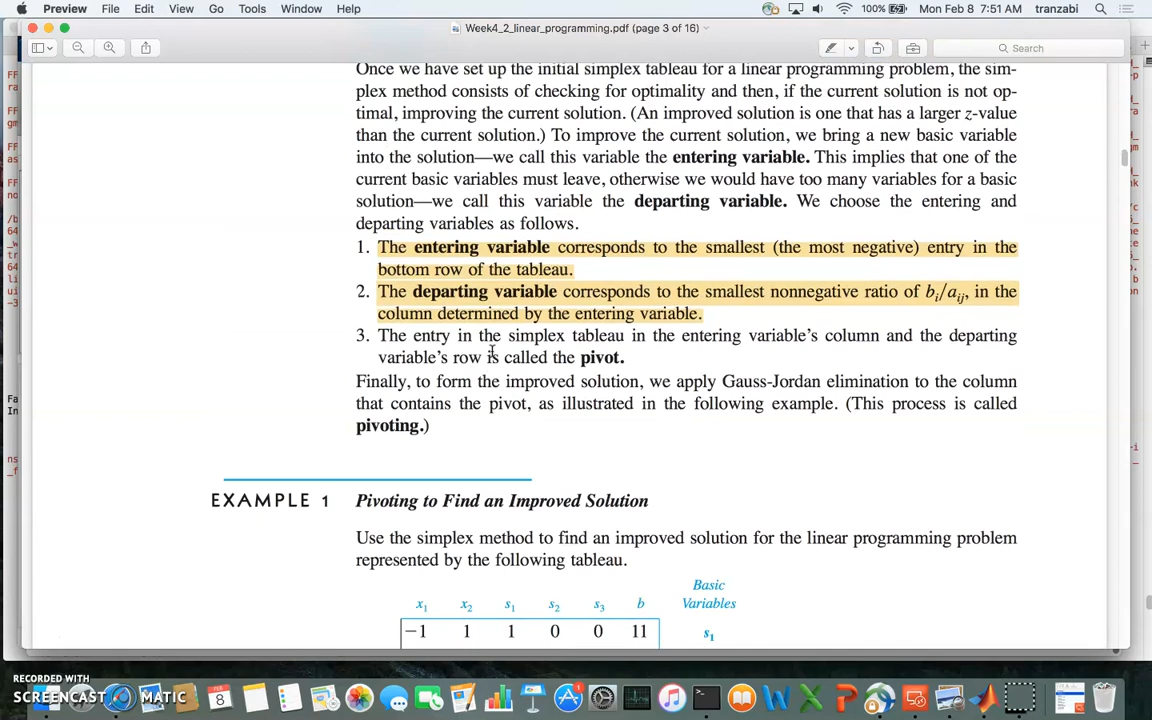 Preview File Edit View Go Tools Window Help 100% Mon Feb 8 7:51 AM tranzabi
Week4_2_linear_programming.pdf (page 3 of 16)
Search
Once we have set up the initial simplex tableau for a linear programming problem, the sim-
plex method consists of checking for optimality and then, if the current solution is not op-
timal, improving the current solution. (An improved solution is one that has a larger z-value
than the current solution.) To improve the current solution, we bring a new basic variable
into the solution—we call this variable the entering variable. This implies that one of the
current basic variables must leave, otherwise we would have too many variables for a basic
solution—we call this variable the departing variable. We choose the entering and
departing variables as follows.
1. The entering variable corresponds to the smallest (the most negative) entry in the
bottom row of the tableau.
2. The departing variable corresponds to the smallest nonnegative ratio of bi/aij, in the
column determined by the entering variable.
3. The entry in the simplex tableau in the entering variable's column and the departing
variable's row is called the pivot.
Finally, to form the improved solution, we apply Gauss-Jordan elimination to the column
that contains the pivot, as illustrated in the following example. (This process is called
pivoting.)
EXAMPLE 1 Pivoting to Find an Improved Solution
Use the simplex method to find an improved solution for the linear programming problem
represented by the following tableau.
Basic
x1 x2 s1 s2 s3 b Variables
−1 1 1 0 0 11 s1
RECORDED WITH
SCREENCAST MATIC